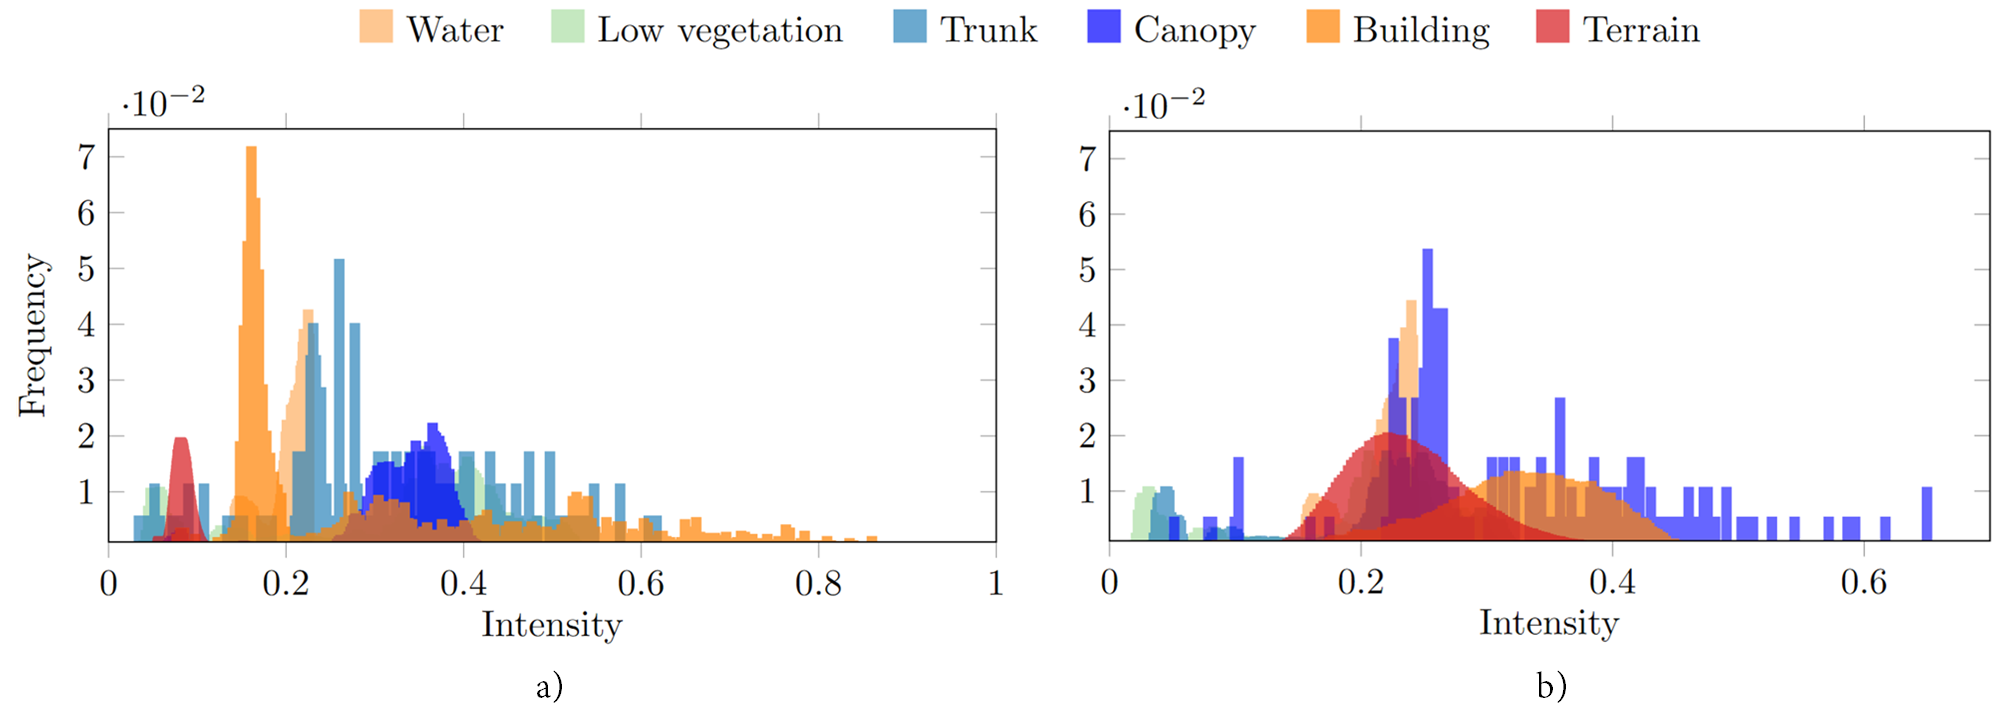 Water Low vegetation Trunk Canopy Building Terrain
·10−2
7
6
5
4
3
2
1
Frequency
0 0.2 0.4 0.6 0.8 1
Intensity
a)
·10−2
7
6
5
4
3
2
1
0 0.2 0.4 0.6
Intensity
b)